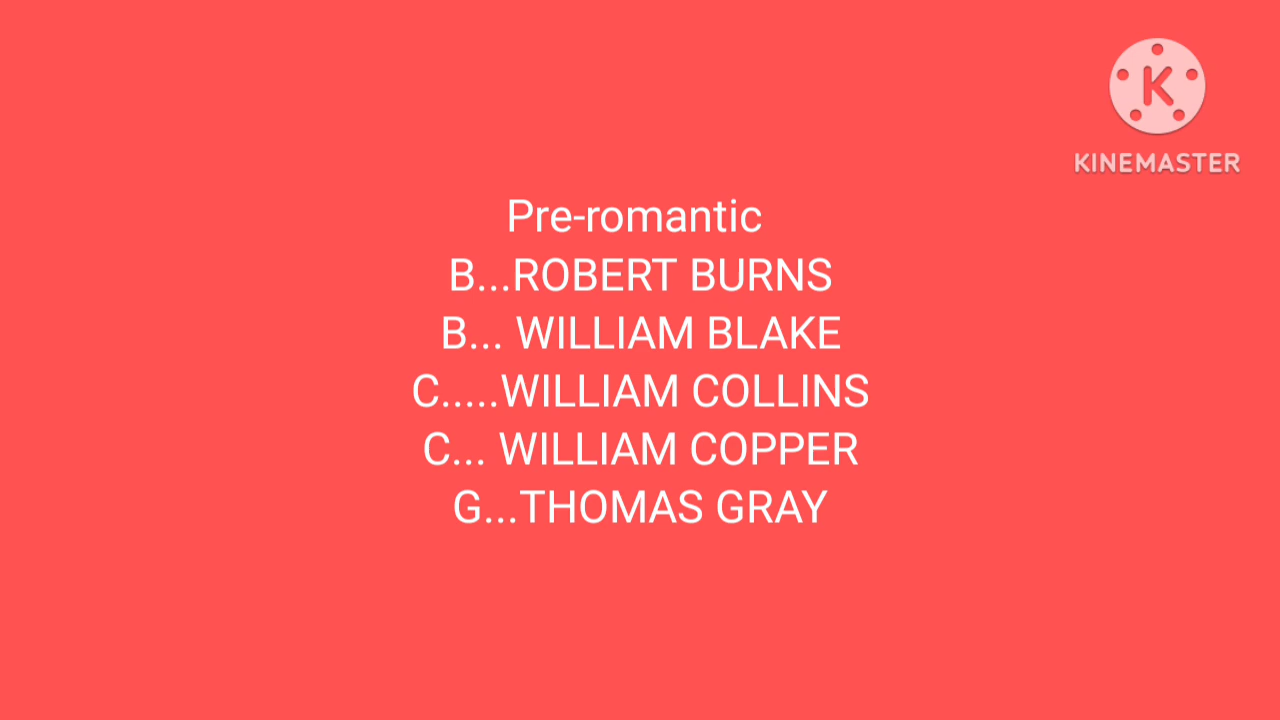 K
KINEMASTER
Pre-romantic
B...ROBERT BURNS
B... WILLIAM BLAKE
C.....WILLIAM COLLINS
C... WILLIAM COPPER
G...THOMAS GRAY